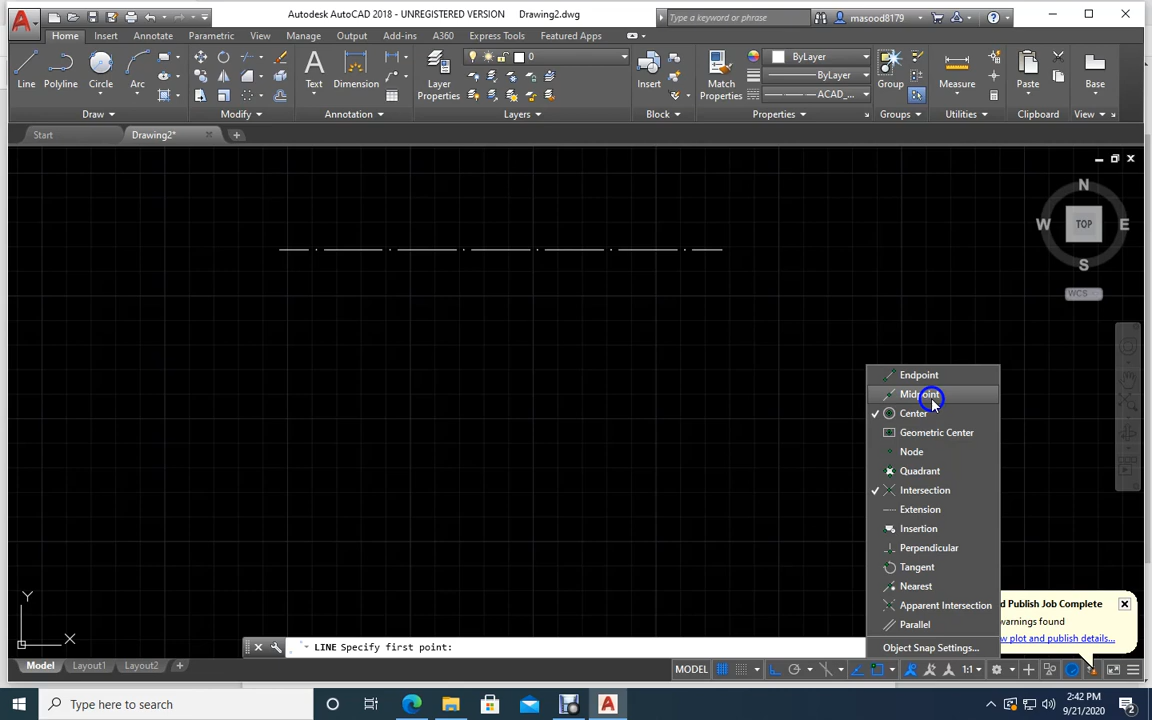 Autodesk AutoCAD 2018 - UNREGISTERED VERSION Drawing2.dwg
Type a keyword or phrase
masood8179
Home Insert Annotate Parametric View Manage Output Add-ins A360 Express Tools Featured Apps
0
ByLayer
ByLayer
ACAD_...
Line Polyline Circle Arc
Text Dimension
Layer Properties
Insert
Match Properties
Group
Measure
Paste
Base
Draw Modify Annotation Layers Block Properties Groups Utilities Clipboard View
Start Drawing2*
N
W TOP E
S
WCS
Endpoint
Midpoint
Center
Geometric Center
Node
Quadrant
Intersection
Extension
Insertion
Perpendicular
Tangent
Nearest
Apparent Intersection
Parallel
Object Snap Settings...
d Publish Job Complete
warnings found
w plot and publish details...
Y
X
LINE Specify first point:
Model Layout1 Layout2
MODEL
1:1
Type here to search
2:42 PM
9/21/2020
2